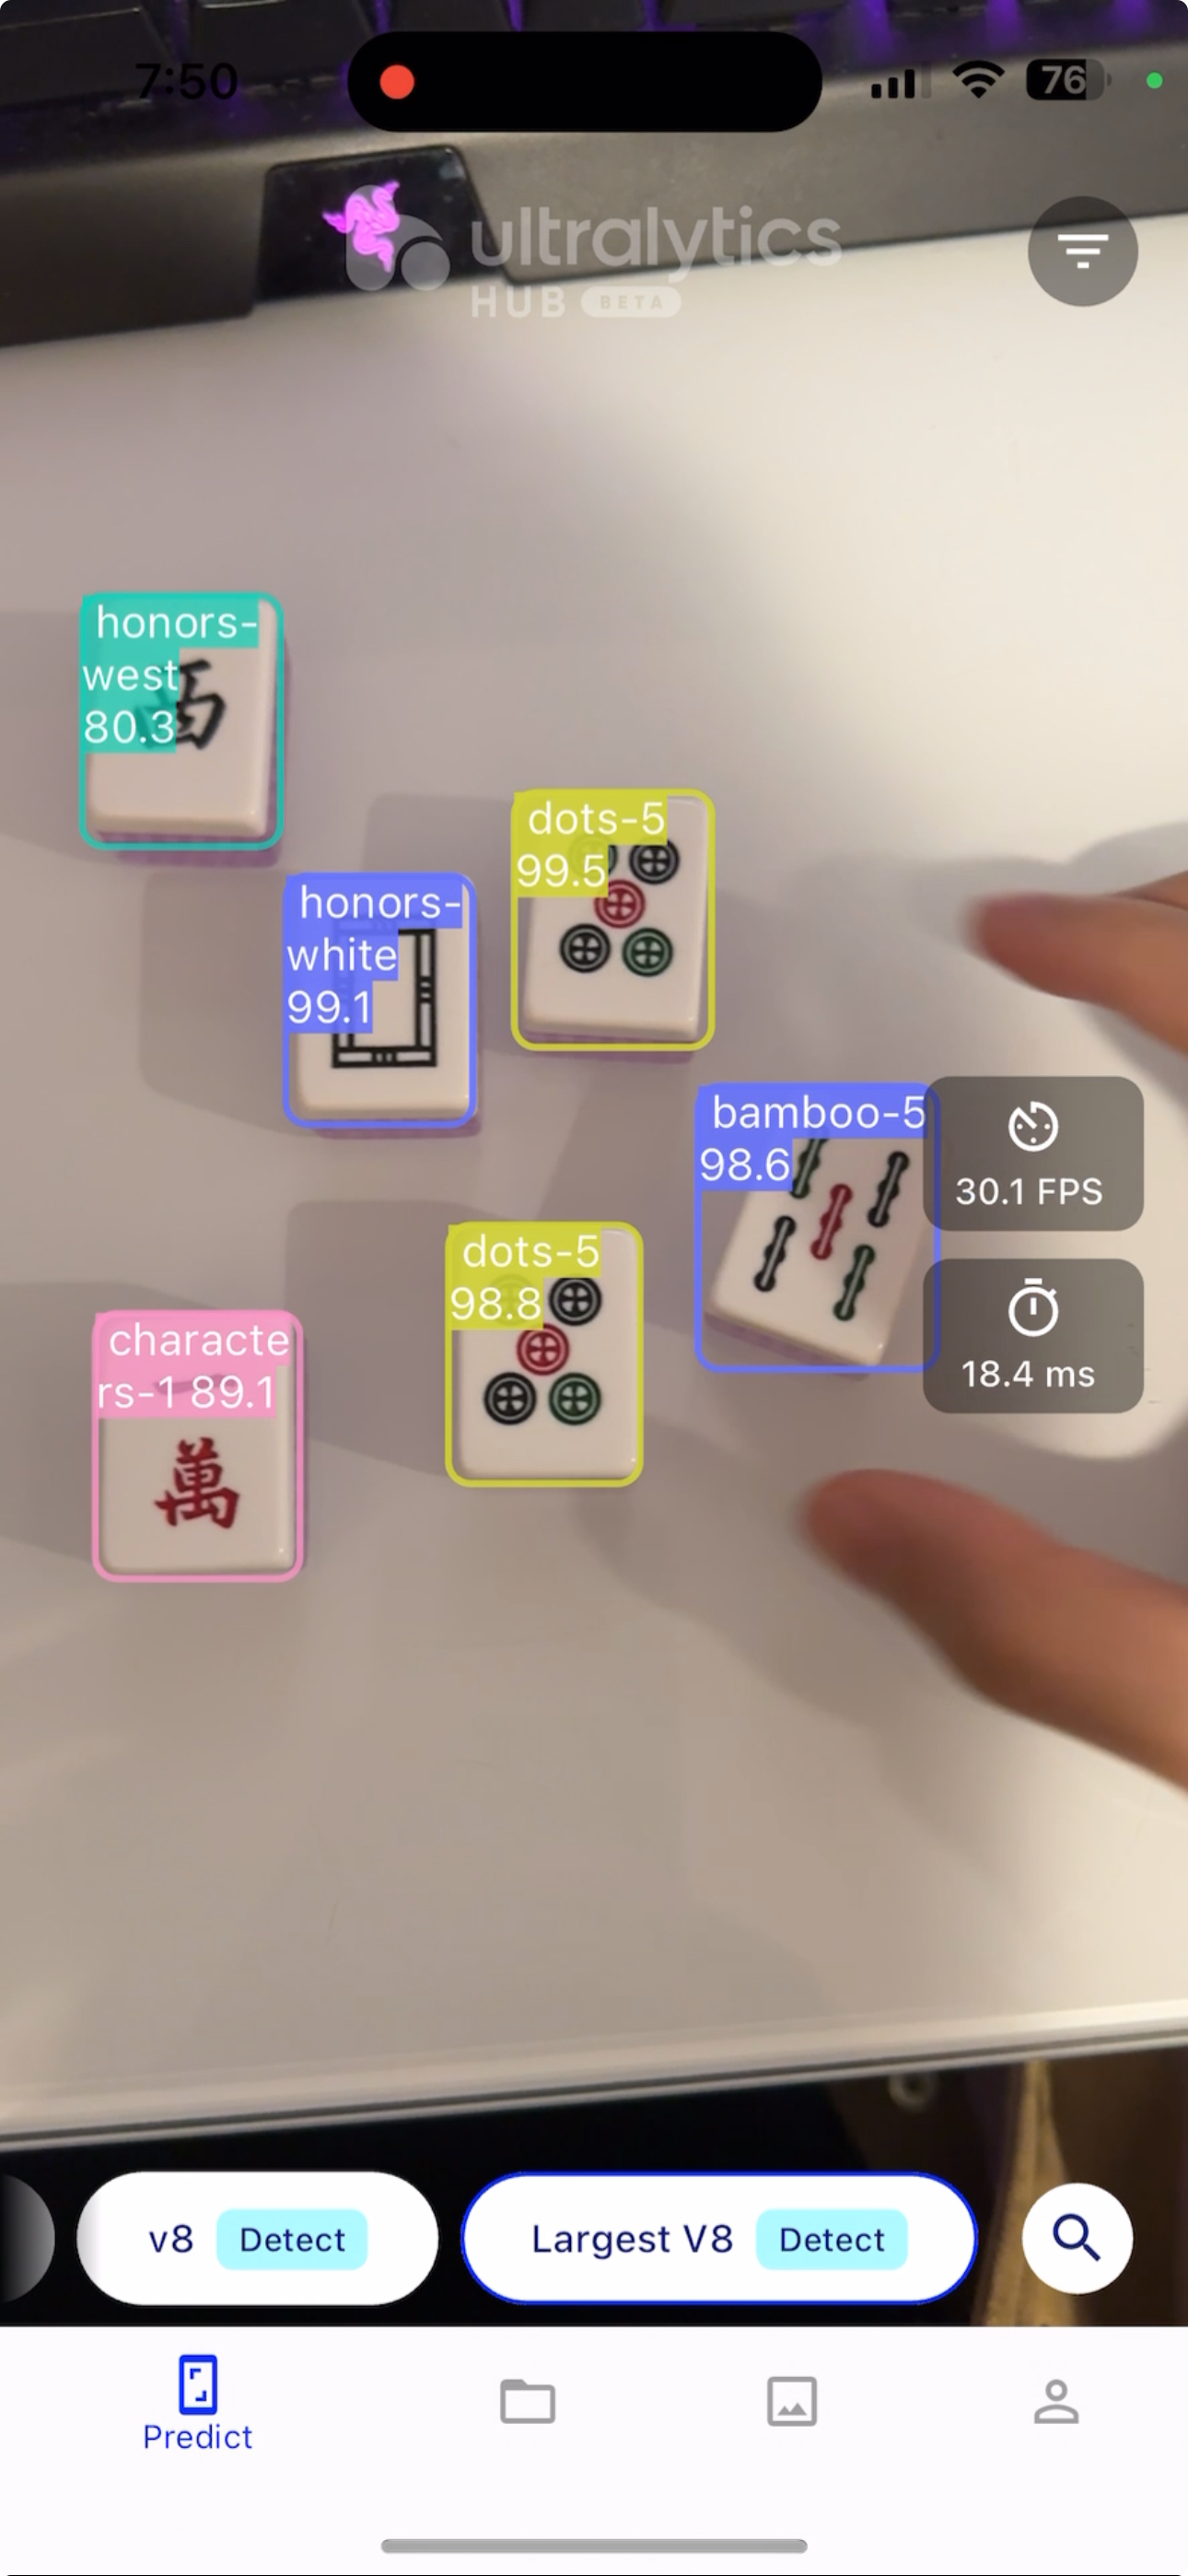 7:50
76
ultralytics
HUB BETA
honors-
west
80.3
西
dots-5
99.5
honors-
white
99.1
bamboo-5
98.6
30.1 FPS
dots-5
98.8
18.4 ms
characte
rs-1 89.1
萬
v8 Detect
Largest V8 Detect
Predict